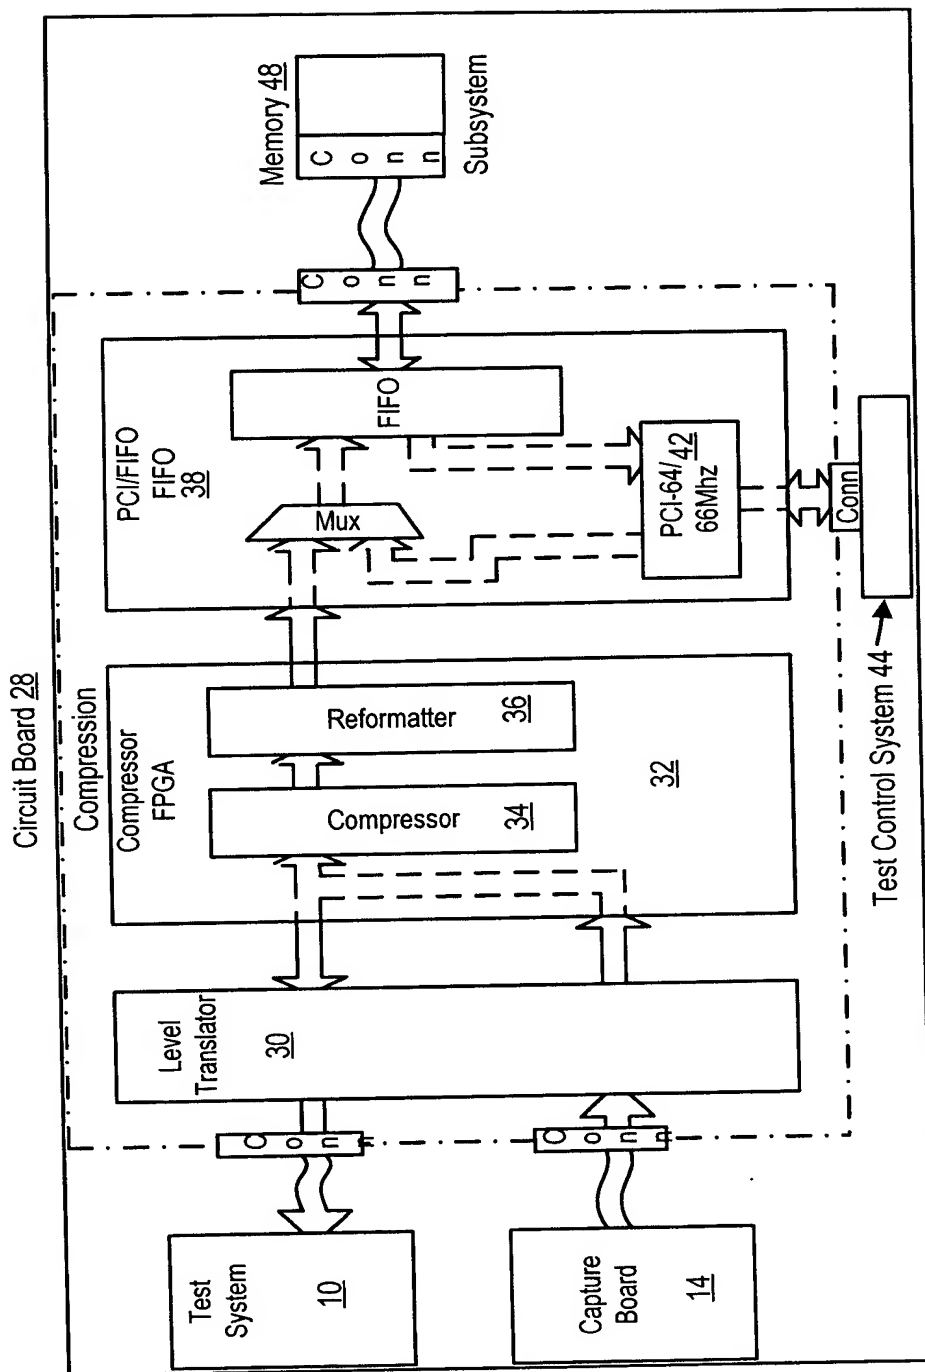 Circuit Board 28
Compression
Compressor
FPGA
Level
Translator
30
Test
System
10
Capture
Board
14
Conn
Conn
Compressor 34
Reformatter 36
32
PCI/FIFO
FIFO
38
Mux
FIFO
PCI-64/ 42
66Mhz
Conn
Conn
Test Control System 44
Memory 48
Conn
Subsystem